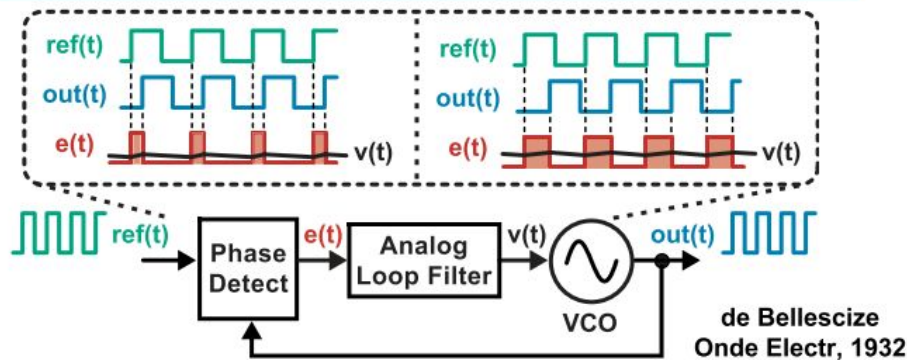 ref(t)
out(t)
e(t)
v(t)
ref(t)
out(t)
e(t)
v(t)
ref(t)
Phase
Detect
e(t)
Analog
Loop Filter
v(t)
VCO
out(t)
de Bellescize
Onde Electr, 1932